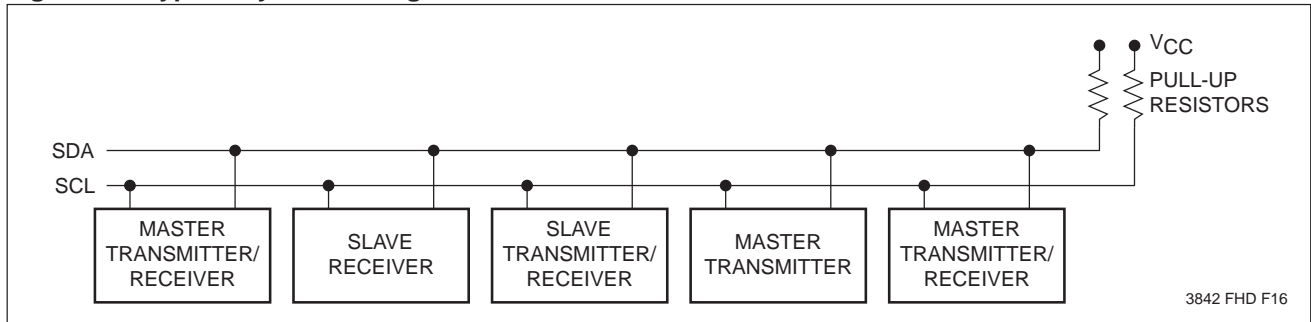 VCC
PULL-UP
RESISTORS
SDA
SCL
MASTER
TRANSMITTER/
RECEIVER
SLAVE
RECEIVER
SLAVE
TRANSMITTER/
RECEIVER
MASTER
TRANSMITTER
MASTER
TRANSMITTER/
RECEIVER
3842 FHD F16